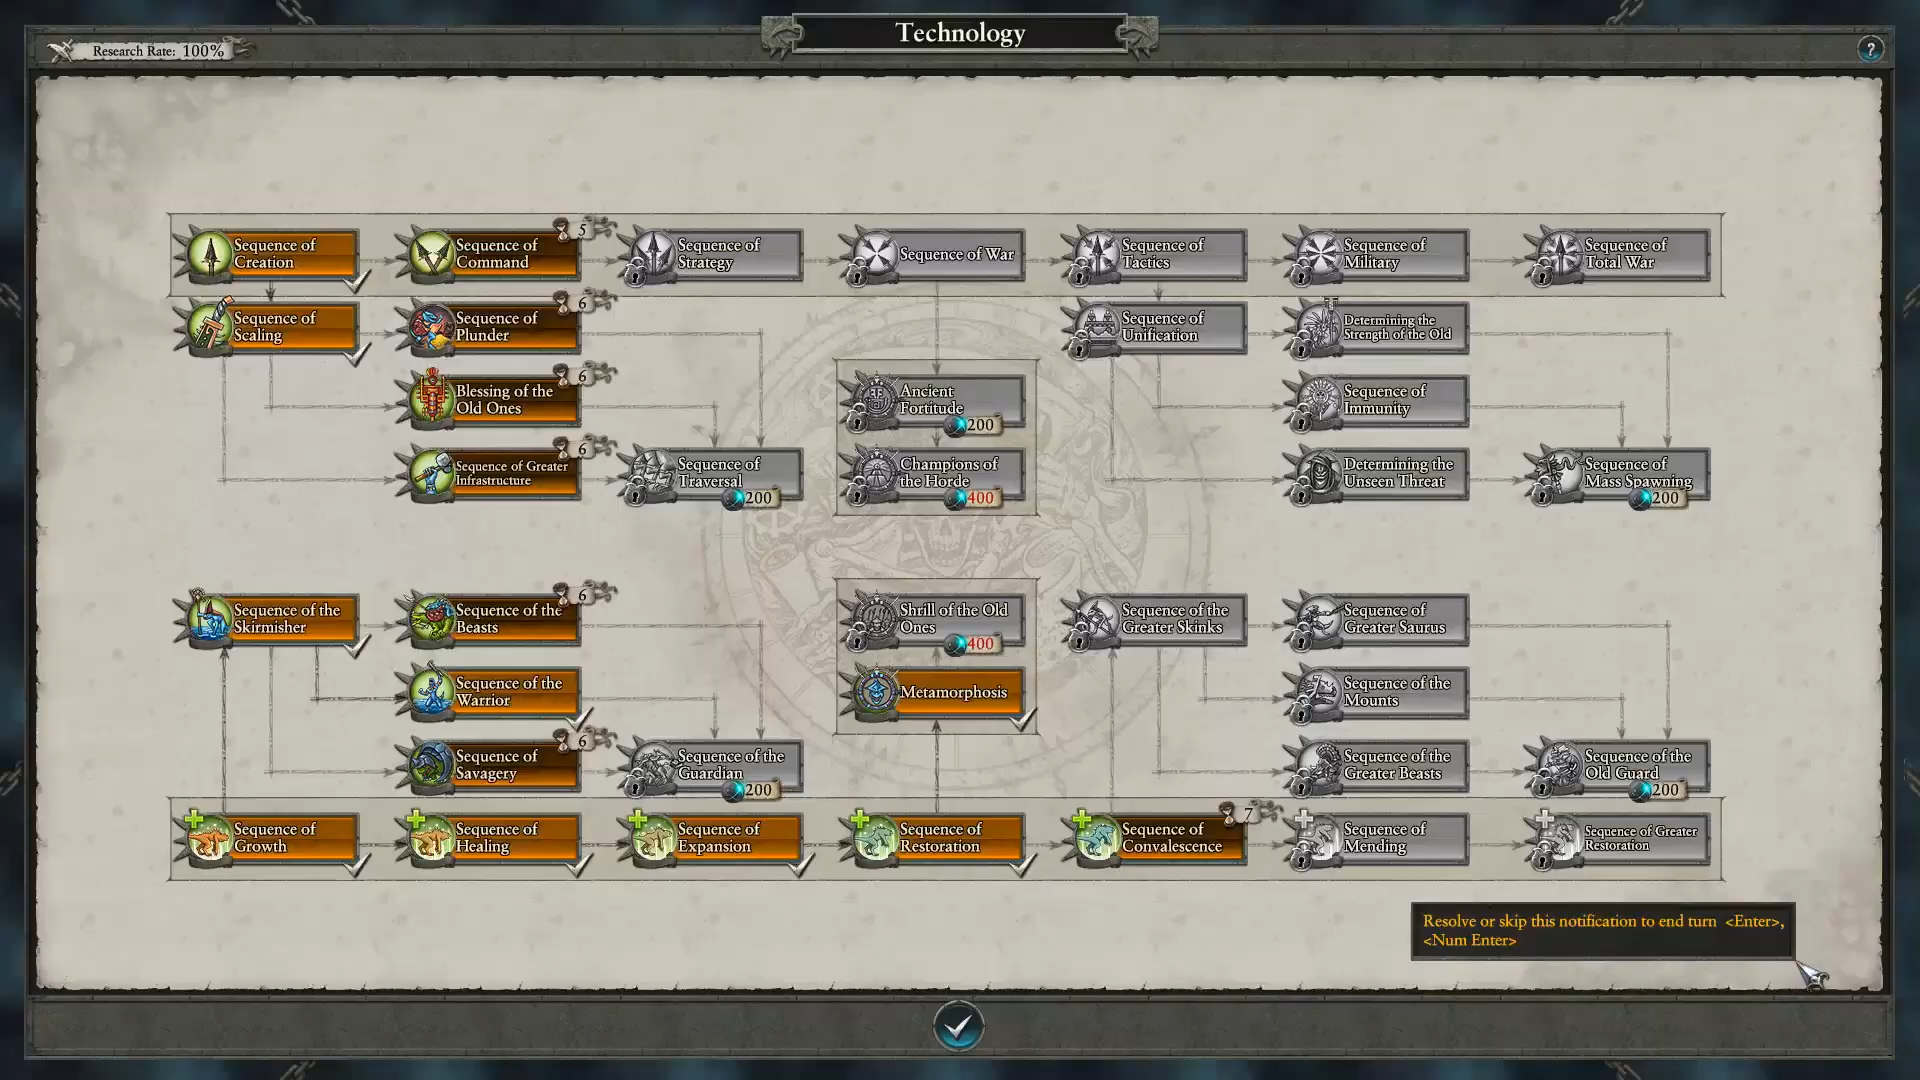 Technology
Research Rate: 100%
?
Sequence of
Creation
Sequence of
Command
5
Sequence of
Strategy
Sequence of War
Sequence of
Tactics
Sequence of
Military
Sequence of
Total War
Sequence of
Scaling
Sequence of
Plunder
6
Sequence of
Unification
Determining the
Strength of the Old
Blessing of the
Old Ones
6
Ancient
Fortitude
200
Sequence of
Immunity
Sequence of Greater
Infrastructure
6
Sequence of
Traversal
200
Champions of
the Horde
400
Determining the
Unseen Threat
Sequence of
Mass Spawning
200
Sequence of the
Skirmisher
Sequence of the
Beasts
6
Shrill of the Old
Ones
400
Sequence of the
Greater Skinks
Sequence of
Greater Saurus
Sequence of the
Warrior
Metamorphosis
Sequence of the
Mounts
Sequence of
Savagery
6
Sequence of the
Guardian
200
Sequence of the
Greater Beasts
Sequence of the
Old Guard
200
Sequence of
Growth
Sequence of
Healing
Sequence of
Expansion
Sequence of
Restoration
Sequence of
Convalescence
7
Sequence of
Mending
Sequence of Greater
Restoration
Resolve or skip this notification to end turn <Enter>,
<Num Enter>